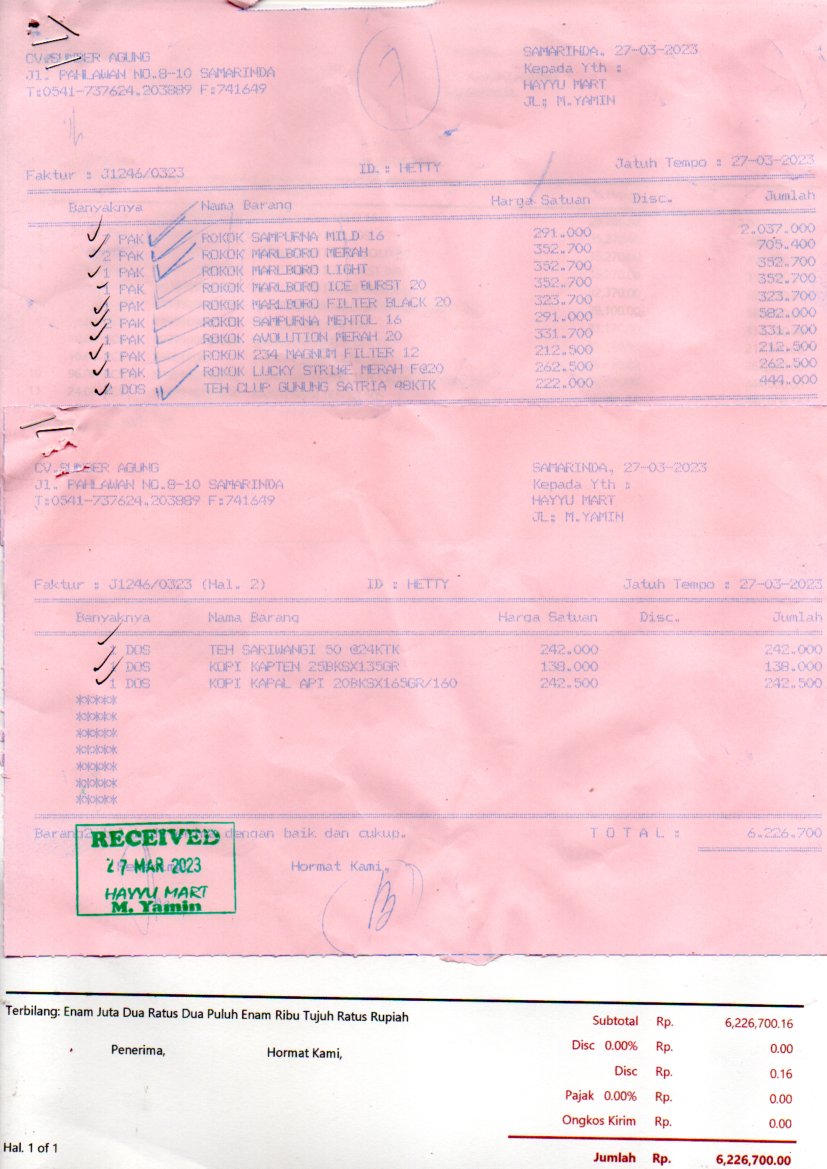 CV.SUMBER AGUNG
Jl. PAHLAWAN NO.8-10 SAMARINDA
T:0541-737624.203889 F:741649
SAMARINDA, 27-03-2023
Kepada Yth :
HAYYU MART
JL; M.YAMIN
Faktur : J1246/0323 ID : HETTY Jatuh Tempo : 27-03-2023
Banyaknya Nama Barang Harga Satuan Disc. Jumlah
7 PAK ROKOK SAMPURNA MILD 16 291.000 2.037.000
2 PAK ROKOK MARLBORO MERAH 352.700 705.400
1 PAK ROKOK MARLBORO LIGHT 352.700 352.700
1 PAK ROKOK MARLBORO ICE BURST 20 352.700 352.700
1 PAK ROKOK MARLBORO FILTER BLACK 20 323.700 323.700
2 PAK ROKOK SAMPURNA MENTOL 16 291.000 582.000
1 PAK ROKOK AVOLUTION MERAH 20 331.700 331.700
1 PAK ROKOK 234 MAGNUM FILTER 12 212.500 212.500
1 PAK ROKOK LUCKY STRIKE MERAH F@20 262.500 262.500
2 DOS TEH CLUP GUNUNG SATRIA 48KTK 222.000 444.000
CV.SUMBER AGUNG
Jl. PAHLAWAN NO.8-10 SAMARINDA
T:0541-737624.203889 F:741649
SAMARINDA, 27-03-2023
Kepada Yth :
HAYYU MART
JL; M.YAMIN
Faktur : J1246/0323 (Hal. 2) ID : HETTY Jatuh Tempo : 27-03-2023
Banyaknya Nama Barang Harga Satuan Disc. Jumlah
1 DOS TEH SARIWANGI 50 @24KTK 242.000 242.000
1 DOS KOPI KAPTEN 25BKSX135GR 138.000 138.000
1 DOS KOPI KAPAL API 20BKSX165GR/160 242.500 242.500
*****
*****
*****
*****
*****
*****
*****
dengan baik dan cukup. T O T A L : 6.226.700
Hormat Kami,
RECEIVED
27 MAR 2023
HAYYU MART
M. Yamin
Terbilang: Enam Juta Dua Ratus Dua Puluh Enam Ribu Tujuh Ratus Rupiah
Penerima, Hormat Kami,
Subtotal Rp. 6,226,700.16
Disc 0.00% Rp. 0.00
Disc Rp. 0.16
Pajak 0.00% Rp. 0.00
Ongkos Kirim Rp. 0.00
Hal. 1 of 1
Jumlah Rp. 6,226,700.00